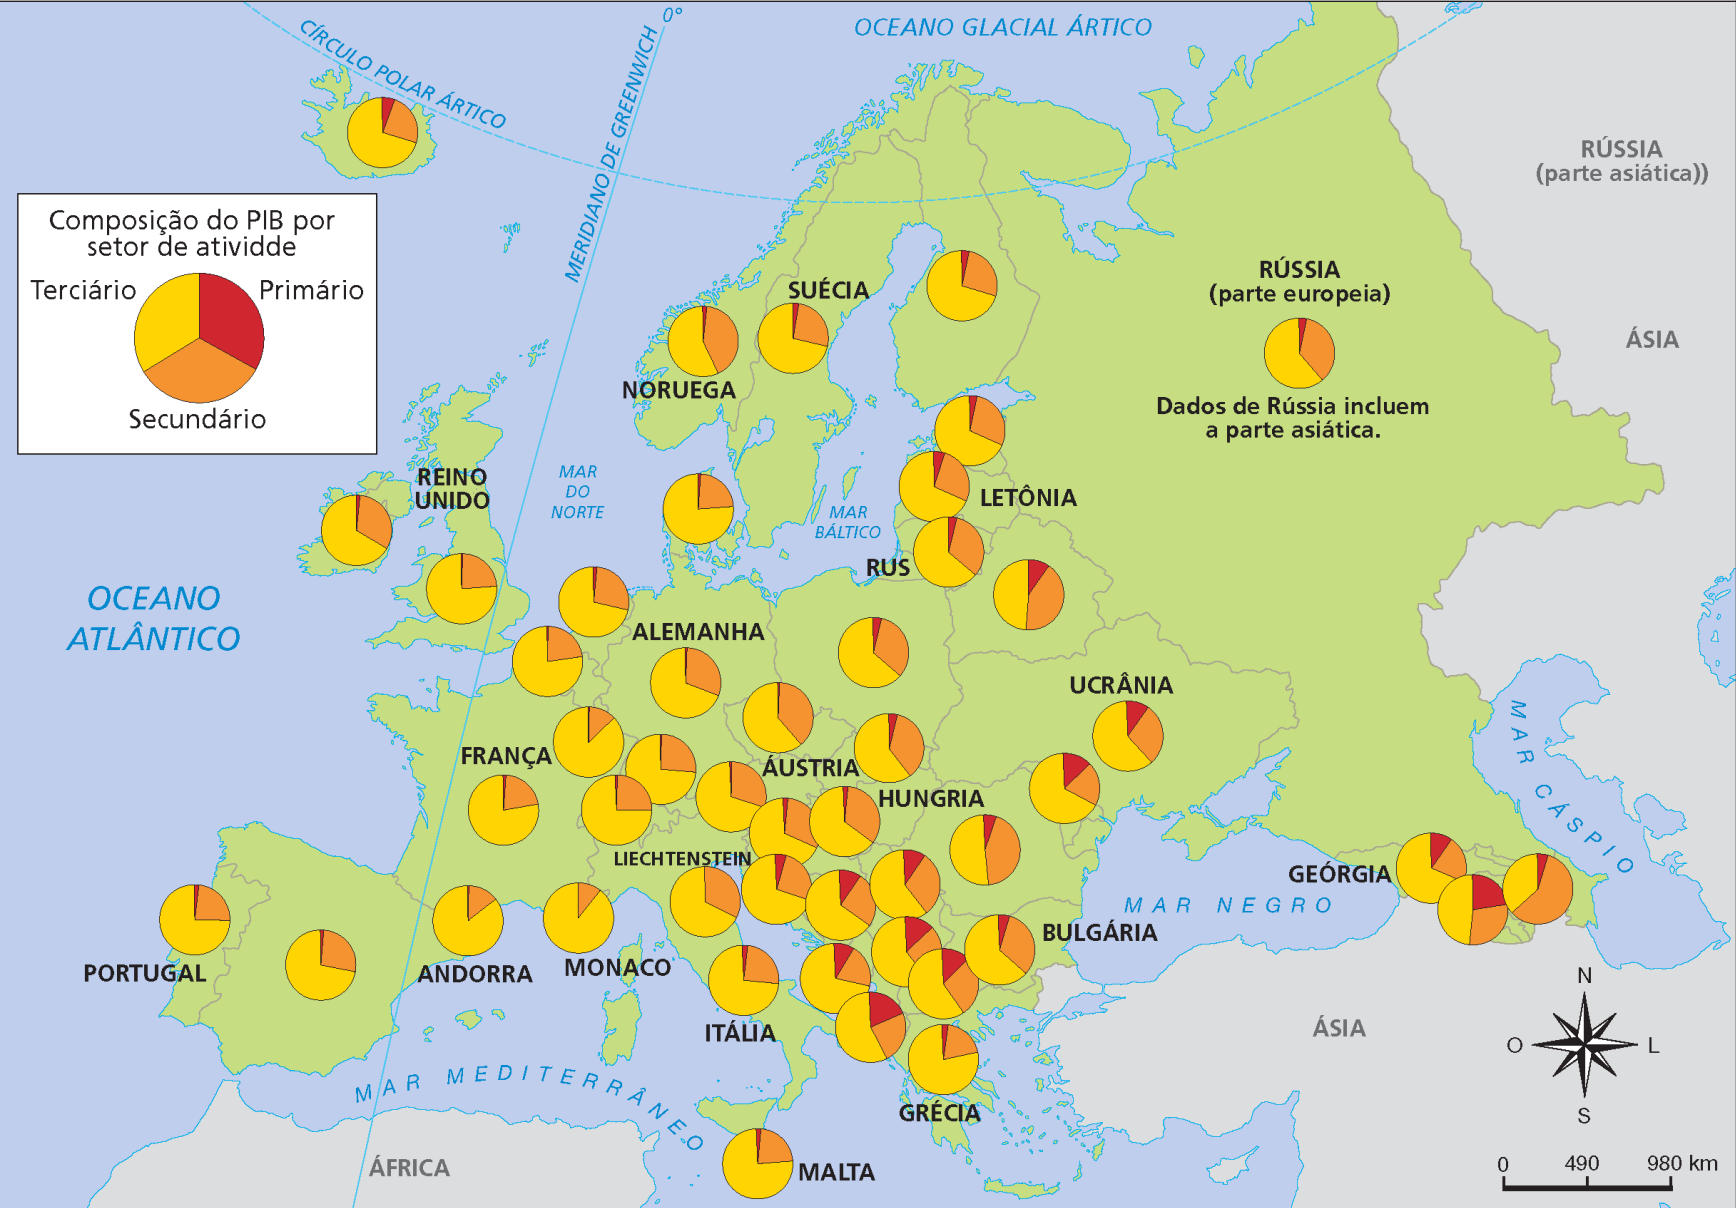 OCEANO GLACIAL ÁRTICO
0°
CÍRCULO POLAR ÁRTICO
MERIDIANO DE GREENWICH
RÚSSIA
(parte asiática))
Composição do PIB por
setor de atividde
Terciário
Primário
Secundário
RÚSSIA
(parte europeia)
SUÉCIA
ÁSIA
NORUEGA
Dados de Rússia incluem
a parte asiática.
REINO
UNIDO
MAR
DO
NORTE
LETÔNIA
MAR
BÁLTICO
RUS
OCEANO
ATLÂNTICO
ALEMANHA
UCRÂNIA
MAR CÁSPIO
FRANÇA
ÁUSTRIA
HUNGRIA
LIECHTENSTEIN
GEÓRGIA
MAR NEGRO
BULGÁRIA
PORTUGAL
ANDORRA
MONACO
ITÁLIA
ÁSIA
N
O
L
S
MAR MEDITERRÂNEO
GRÉCIA
ÁFRICA
MALTA
0 490 980 km